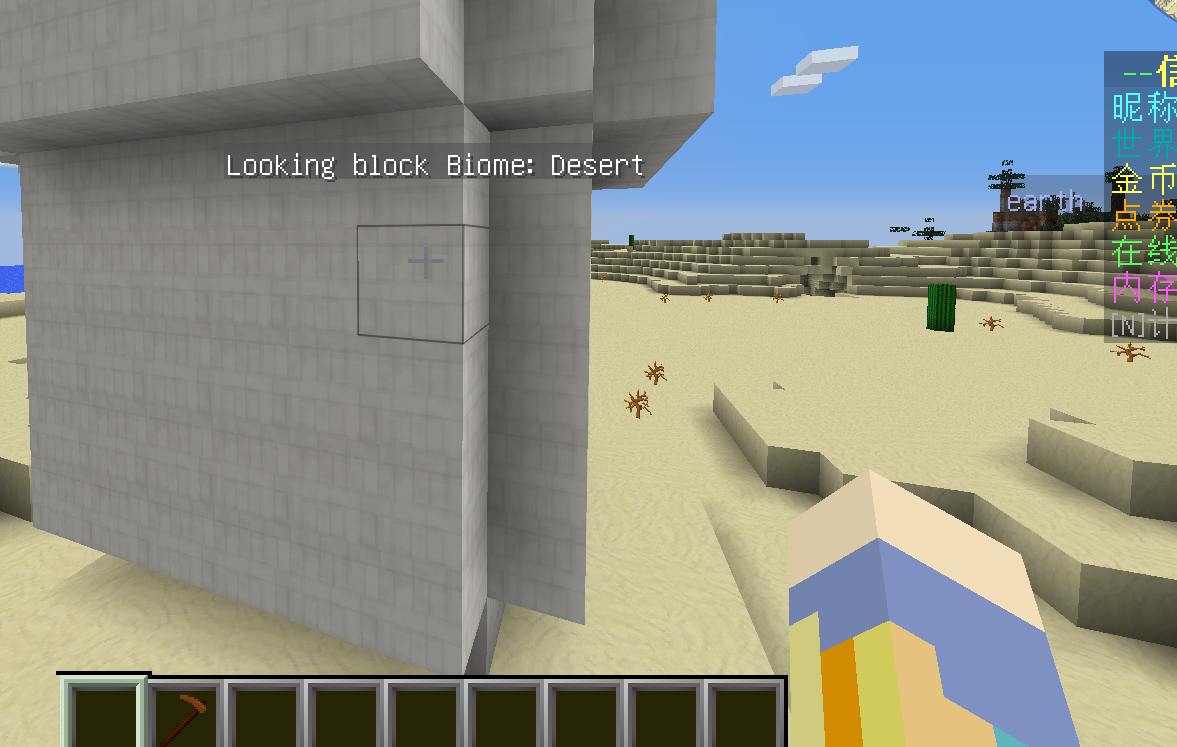 Looking block Biome: Desert
earth
--信
昵称
世界
金币
点券
在线
内存
[N]计